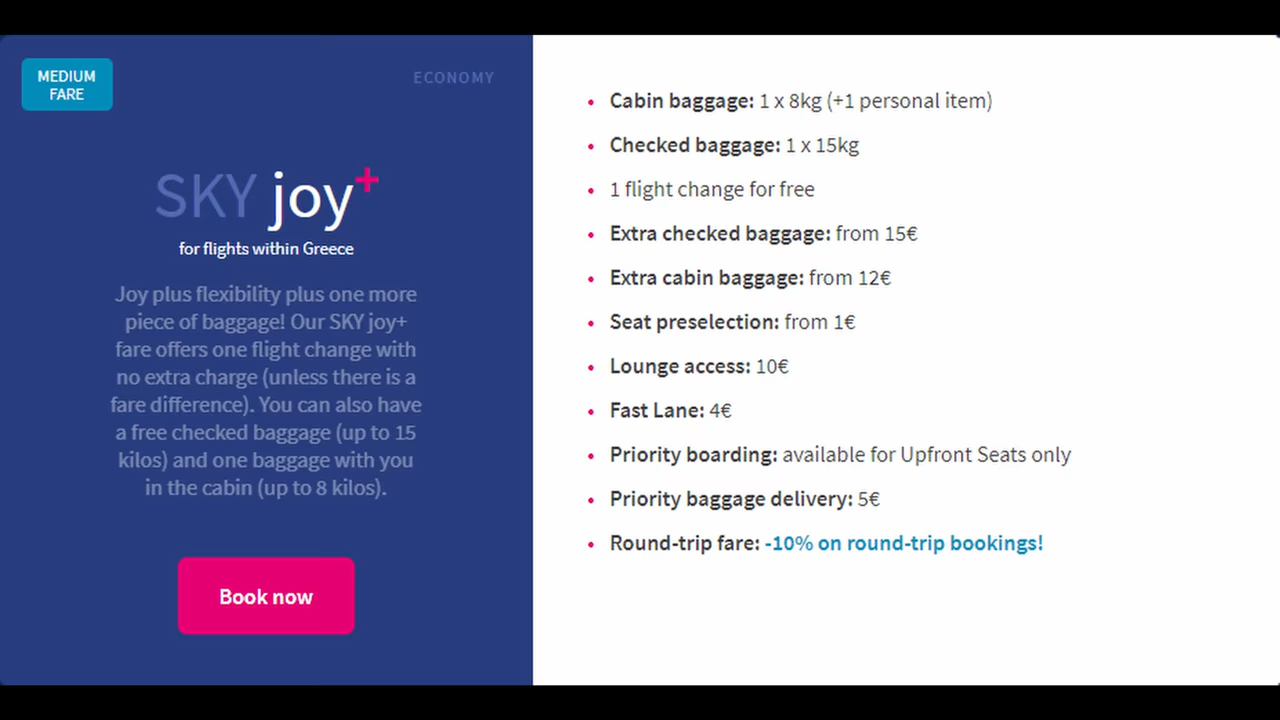 MEDIUM
FARE
ECONOMY
SKY joy+
for flights within Greece
Joy plus flexibility plus one more
piece of baggage! Our SKY joy+
fare offers one flight change with
no extra charge (unless there is a
fare difference). You can also have
a free checked baggage (up to 15
kilos) and one baggage with you
in the cabin (up to 8 kilos).
Book now
• Cabin baggage: 1 x 8kg (+1 personal item)
• Checked baggage: 1 x 15kg
• 1 flight change for free
• Extra checked baggage: from 15€
• Extra cabin baggage: from 12€
• Seat preselection: from 1€
• Lounge access: 10€
• Fast Lane: 4€
• Priority boarding: available for Upfront Seats only
• Priority baggage delivery: 5€
• Round-trip fare: -10% on round-trip bookings!